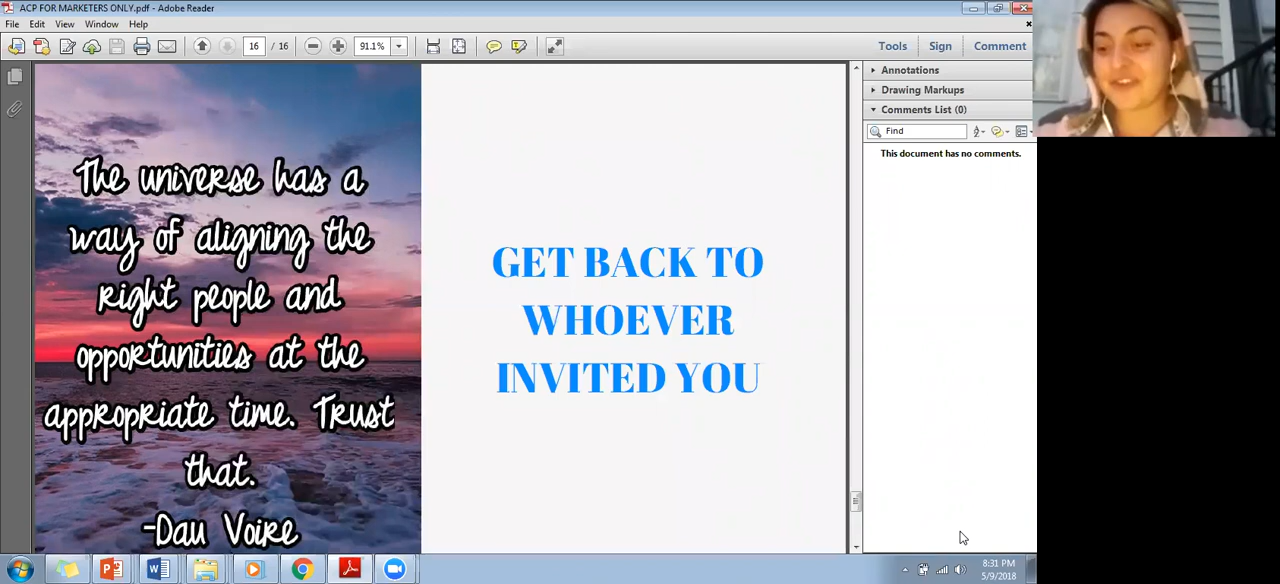 ACP FOR MARKETERS ONLY.pdf - Adobe Reader
File Edit View Window Help
16 / 16 91.1% Tools Sign Comment
Annotations
Drawing Markups
Comments List (0)
Find
This document has no comments.
The universe has a
way of aligning the
right people and
opportunities at the
appropriate time. Trust
that.
-Dau Voire
GET BACK TO
WHOEVER
INVITED YOU
8:31 PM
5/9/2018